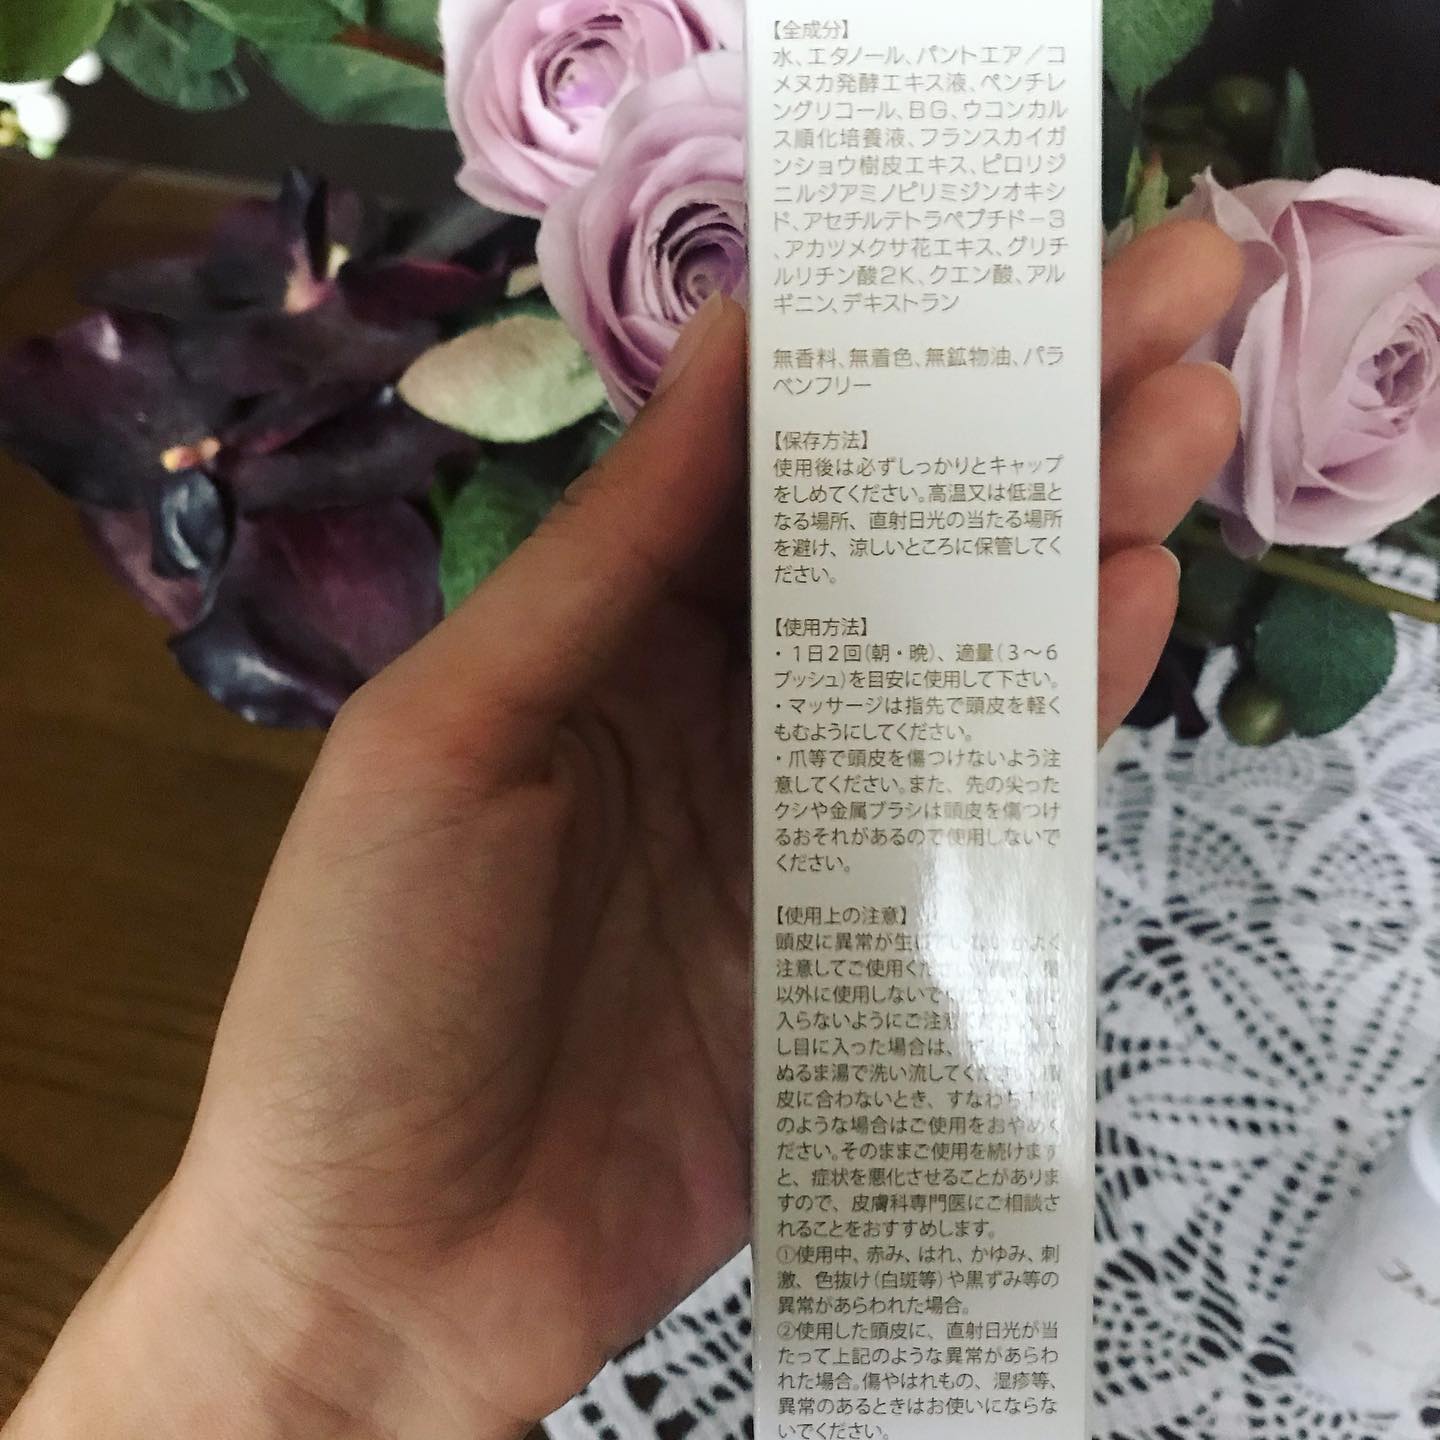 【全成分】
水、エタノール、パントエア／コ
メヌカ発酵エキス液、ペンチレ
ングリコール、BG、ウコンカル
ス順化培養液、フランスカイガ
ンショウ樹皮エキス、ピロリジ
ニルジアミノピリミジンオキシ
ド、アセチルテトラペプチド－3
、アカツメクサ花エキス、グリチ
ルリチン酸2K、クエン酸、アル
ギニン、デキストラン
無香料、無着色、無鉱物油、パラ
ベンフリー
【保存方法】
使用後は必ずしっかりとキャップ
をしめてください。高温又は低温と
なる場所、直射日光の当たる場所
を避け、涼しいところに保管してく
ださい。
【使用方法】
・1日2回(朝・晩)、適量(3〜6
プッシュ)を目安に使用して下さい。
・マッサージは指先で頭皮を軽く
もむようにしてください。
・爪等で頭皮を傷つけないよう注
意してください。また、先の尖った
クシや金属ブラシは頭皮を傷つけ
るおそれがあるので使用しないで
ください。
【使用上の注意】
頭皮に異常が生じていないかよく
注意してご使用くだ
以外に使用しないで
入らないようにご注意ください。も
し目に入った場合は、
ぬるま湯で洗い流してください。頭
皮に合わないとき、すなわち下記
のような場合はご使用をおやめく
ださい。そのままご使用を続けます
と、症状を悪化させることがありま
すので、皮膚科専門医にご相談さ
れることをおすすめします。
①使用中、赤み、はれ、かゆみ、刺
激、色抜け(白斑等)や黒ずみ等の
異常があらわれた場合。
②使用した頭皮に、直射日光が当
たって上記のような異常があらわ
れた場合。傷やはれもの、湿疹等、
異常のあるときはお使いにならな
いでください。